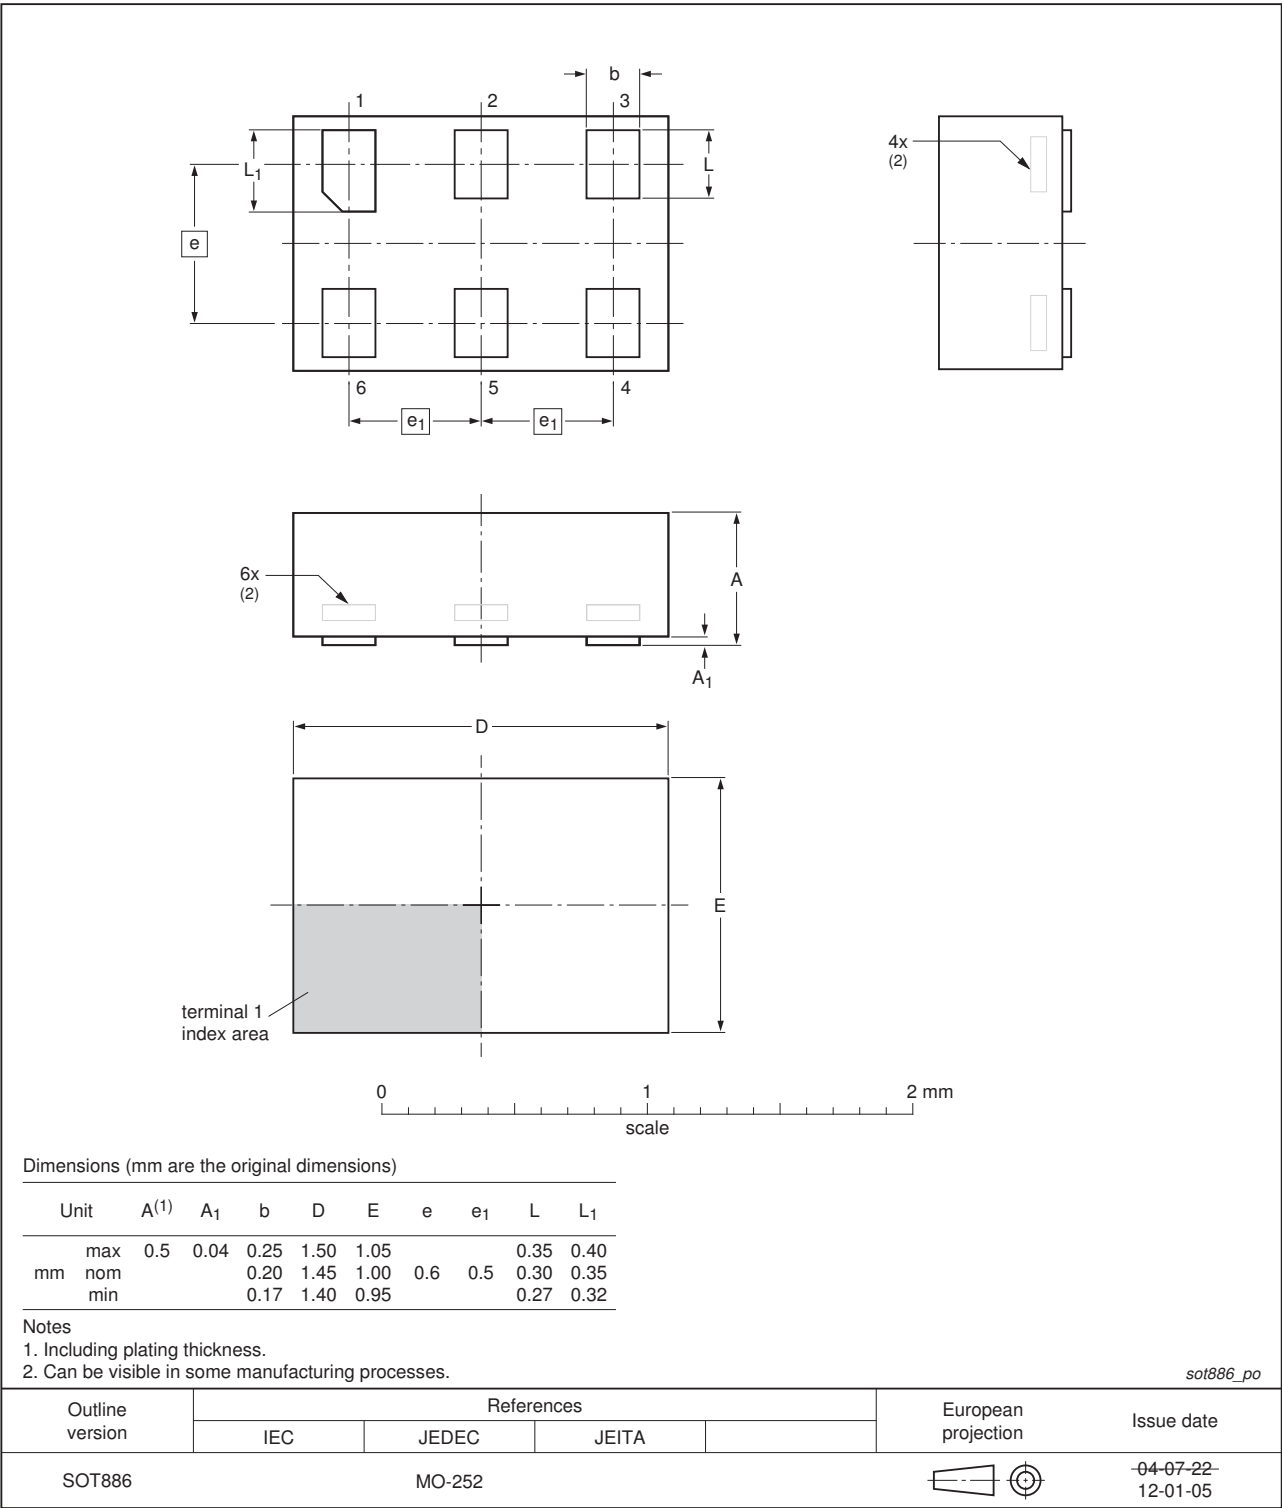 b
1 2 3
L1
L
4x
(2)
e
6 5 4
e1 e1
6x
(2)
A
A1
D
E
terminal 1
index area
0 1 2 mm
scale
Dimensions (mm are the original dimensions)
Unit A(1) A1 b D E e e1 L L1
max 0.5 0.04 0.25 1.50 1.05 0.35 0.40
mm nom 0.20 1.45 1.00 0.6 0.5 0.30 0.35
min 0.17 1.40 0.95 0.27 0.32
Notes
1. Including plating thickness.
2. Can be visible in some manufacturing processes.
sot886_po
Outline
version
References
IEC JEDEC JEITA
European
projection
Issue date
SOT886 MO-252
04-07-22
12-01-05